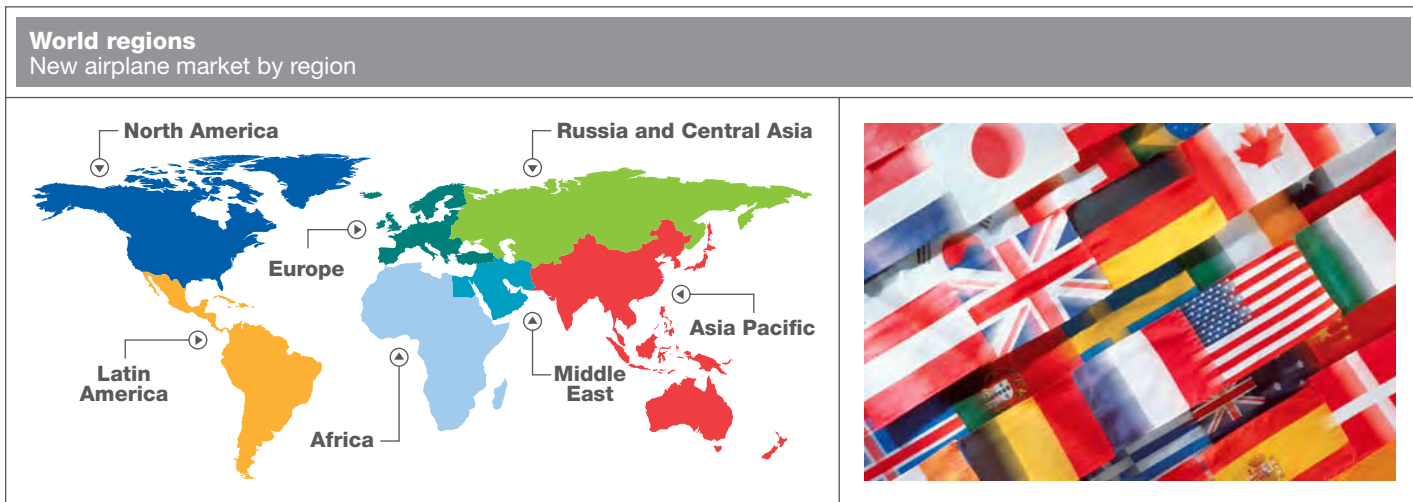 World regions
New airplane market by region
North America
Russia and Central Asia
Europe
Asia Pacific
Latin
America
Middle
East
Africa